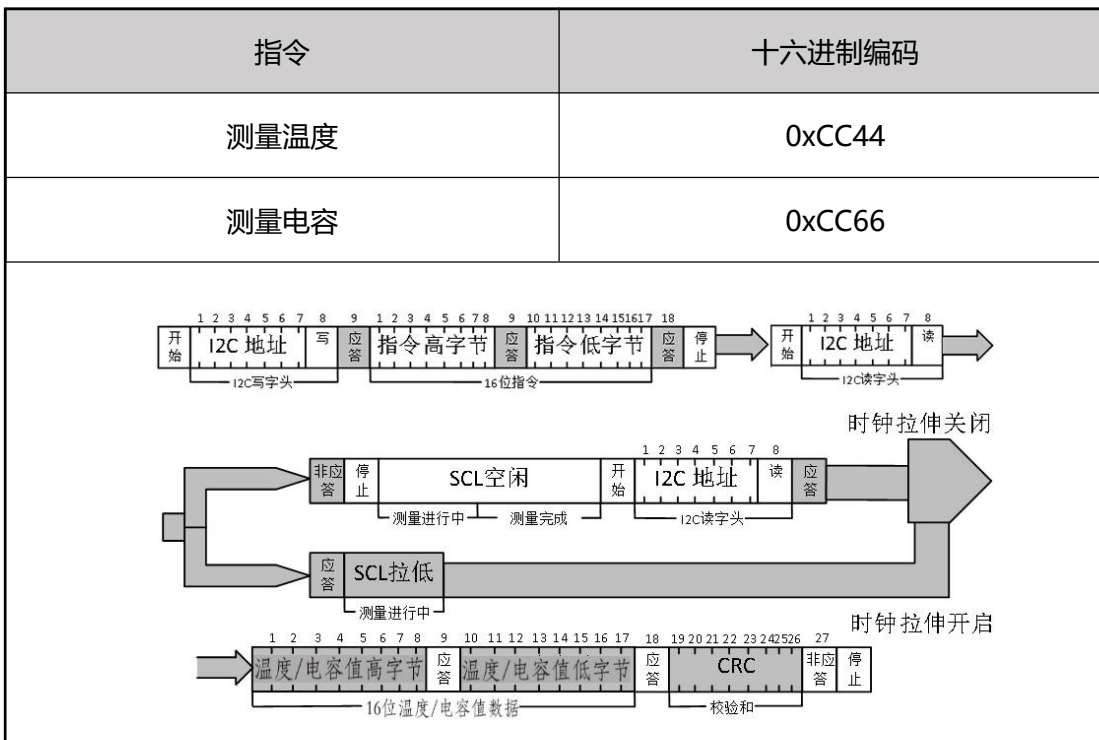 指令 十六进制编码
测量温度 0xCC44
测量电容 0xCC66
1 2 3 4 5 6 7 8 9 1 2 3 4 5 6 7 8 9 10 11 12 13 14 15 16 17 18 1 2 3 4 5 6 7 8
开始 I2C 地址 写 应答 指令高字节 应答 指令低字节 应答 停止 开始 I2C 地址 读
I2C写字头 16位指令 I2C读字头
时钟拉伸关闭
1 2 3 4 5 6 7 8
非应答 停止 SCL空闲 开始 I2C 地址 读 应答
测量进行中 测量完成 I2C读字头
应答 SCL拉低
测量进行中
时钟拉伸开启
1 2 3 4 5 6 7 8 9 10 11 12 13 14 15 16 17 18 19 20 21 22 23 24 25 26 27
温度/电容值高字节 应答 温度/电容值低字节 应答 CRC 非应答 停止
16位温度/电容值数据 校验和